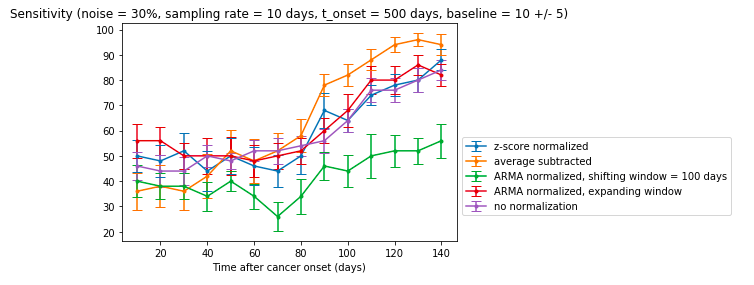 Sensitivity (noise = 30%, sampling rate = 10 days, t_onset = 500 days, baseline = 10 +/- 5)
100
90
80
70
60
50
40
30
20
20
40
60
80
100
120
140
Time after cancer onset (days)
z-score normalized
average subtracted
ARMA normalized, shifting window = 100 days
ARMA normalized, expanding window
no normalization